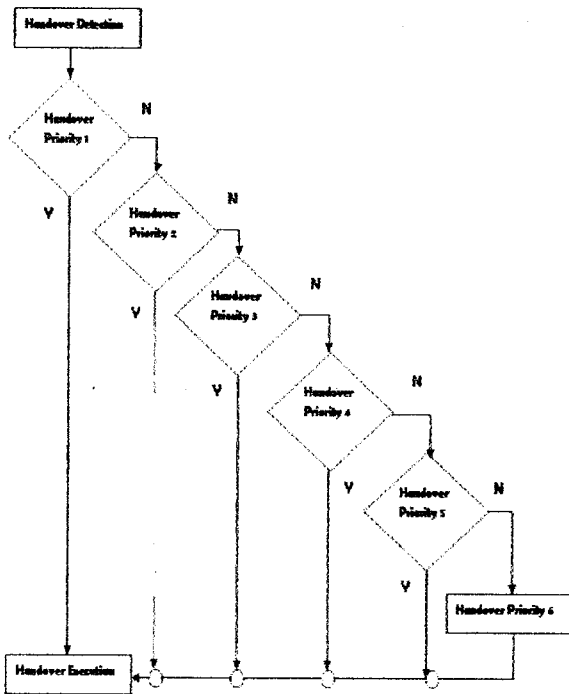 Handover Detection
Handover
Priority 1
N
Y
Handover
Priority 2
N
Y
Handover
Priority 3
N
Y
Handover
Priority 4
N
Y
Handover
Priority 5
N
Y
Handover Priority 6
Handover Execution